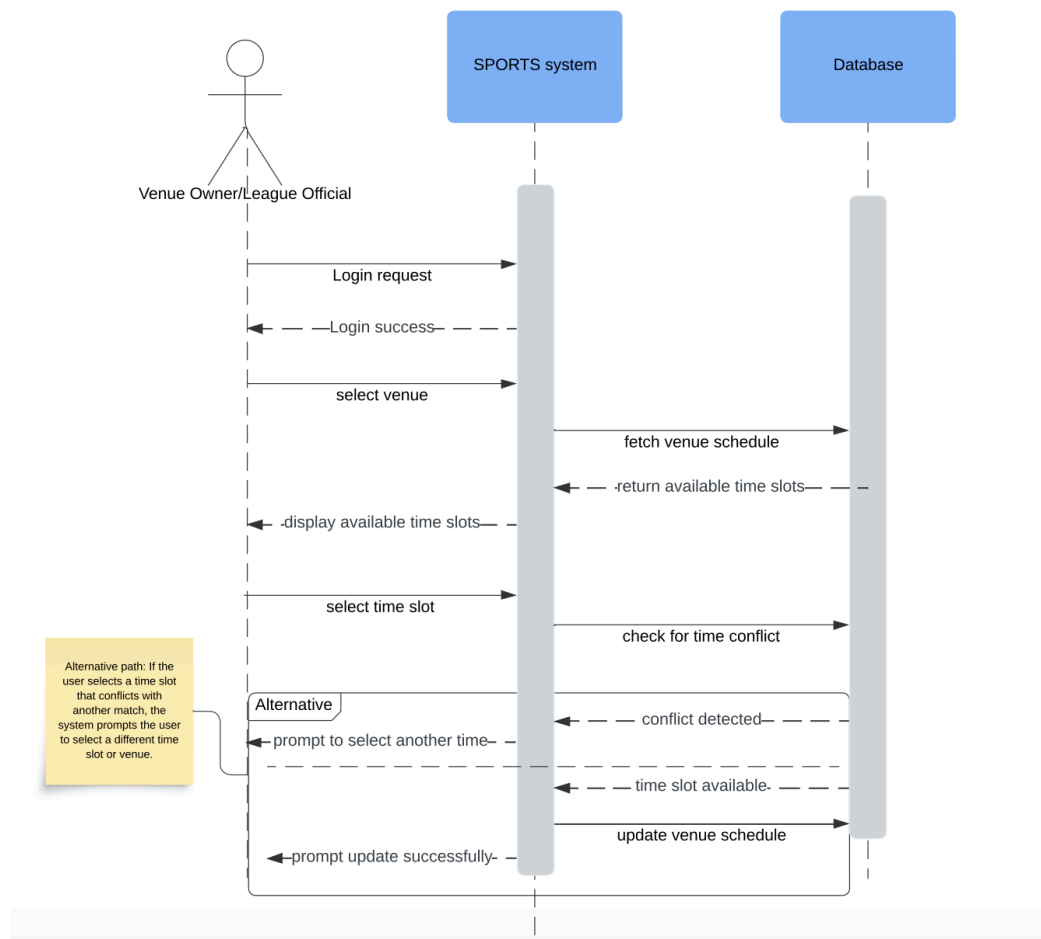 SPORTS system
Database
Venue Owner/League Official
Login request
Login success
select venue
fetch venue schedule
return available time slots
display available time slots
select time slot
check for time conflict
Alternative path: If the
user selects a time slot
that conflicts with
another match, the
system prompts the user
to select a different time
slot or venue.
Alternative
conflict detected
prompt to select another time
time slot available
update venue schedule
prompt update successfully